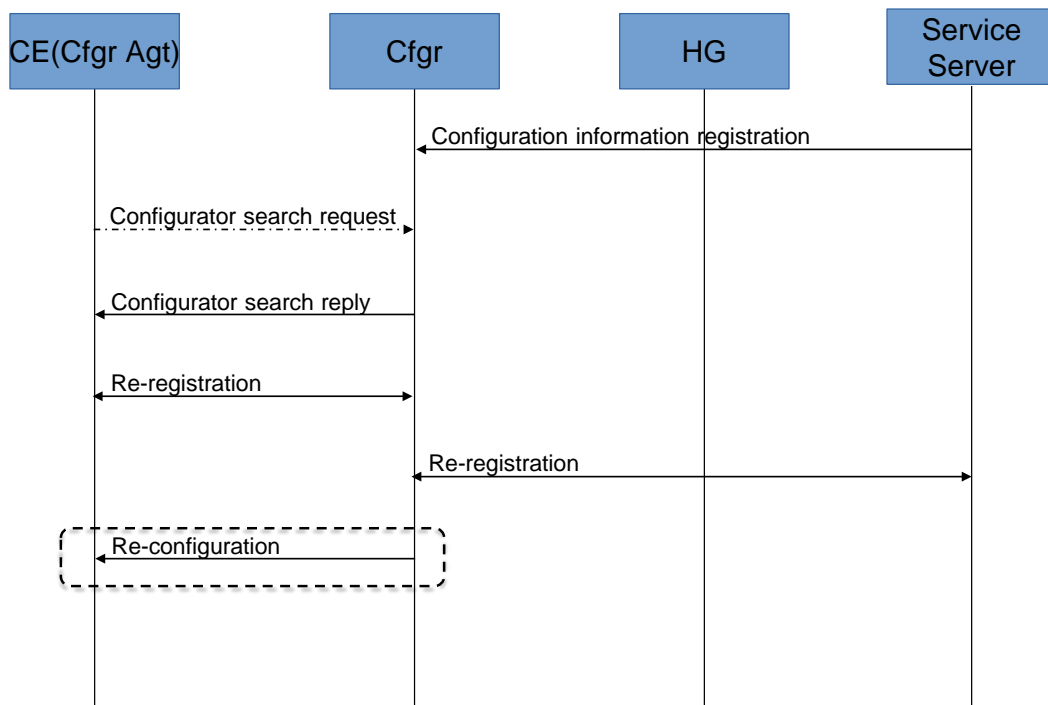 CE(Cfgr Agt)
Cfgr
HG
Service
Server
Configuration information registration
Configurator search request
Configurator search reply
Re-registration
Re-registration
Re-configuration